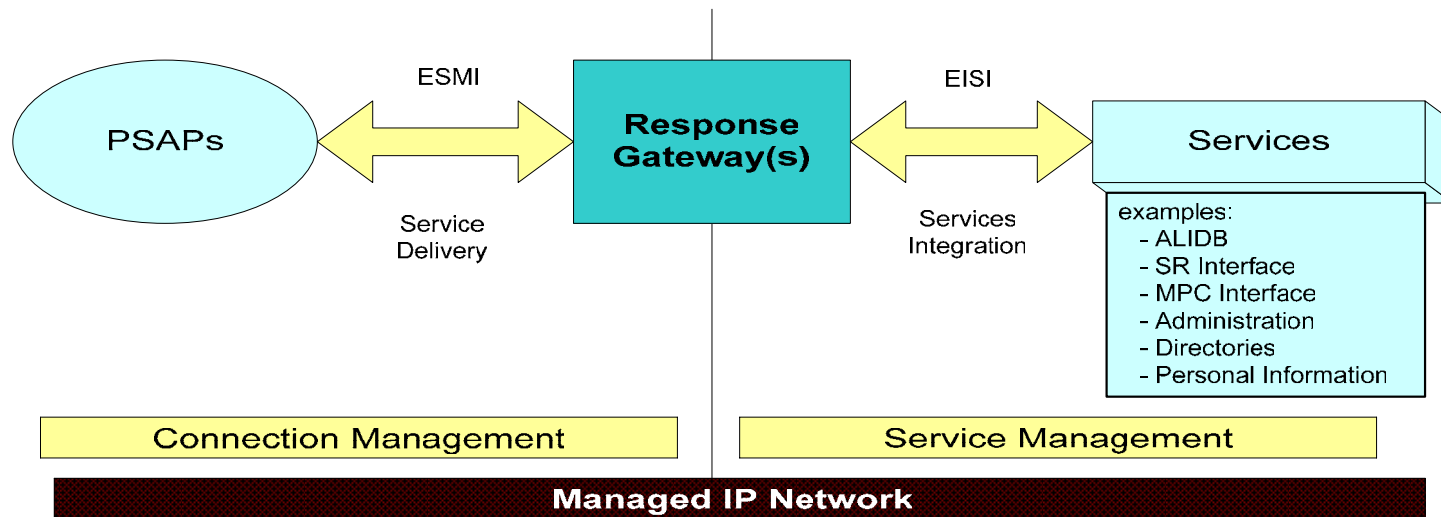 ESMI
EISI
PSAPs
Response
Gateway(s)
Services
Service
Delivery
Services
Integration
examples:
- ALIDB
- SR Interface
- MPC Interface
- Administration
- Directories
- Personal Information
Connection Management
Service Management
Managed IP Network